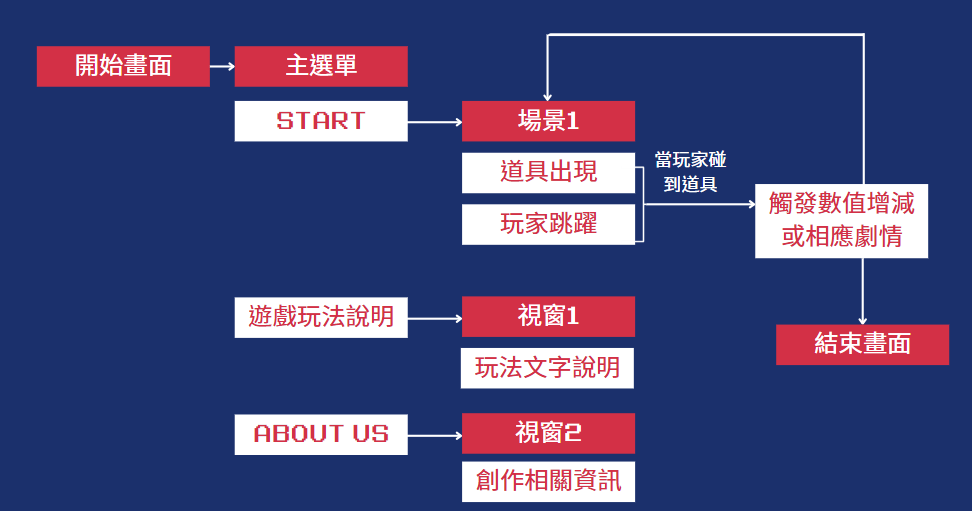 開始畫面
主選單
START
場景1
道具出現
玩家跳躍
當玩家碰
到道具
觸發數值增減
或相應劇情
結束畫面
遊戲玩法說明
視窗1
玩法文字說明
ABOUT US
視窗2
創作相關資訊